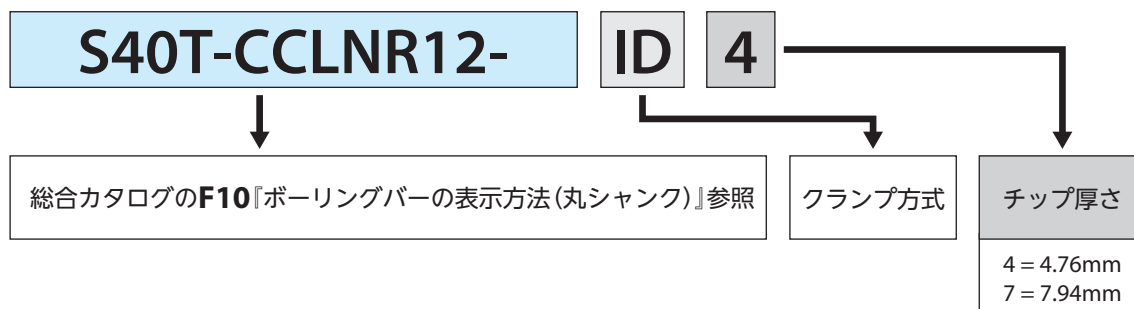 S40T-CCLNR12- ID 4
総合カタログのF10『ボーリングバーの表示方法(丸シャンク)』参照
クランプ方式
チップ厚さ
4 = 4.76mm
7 = 7.94mm